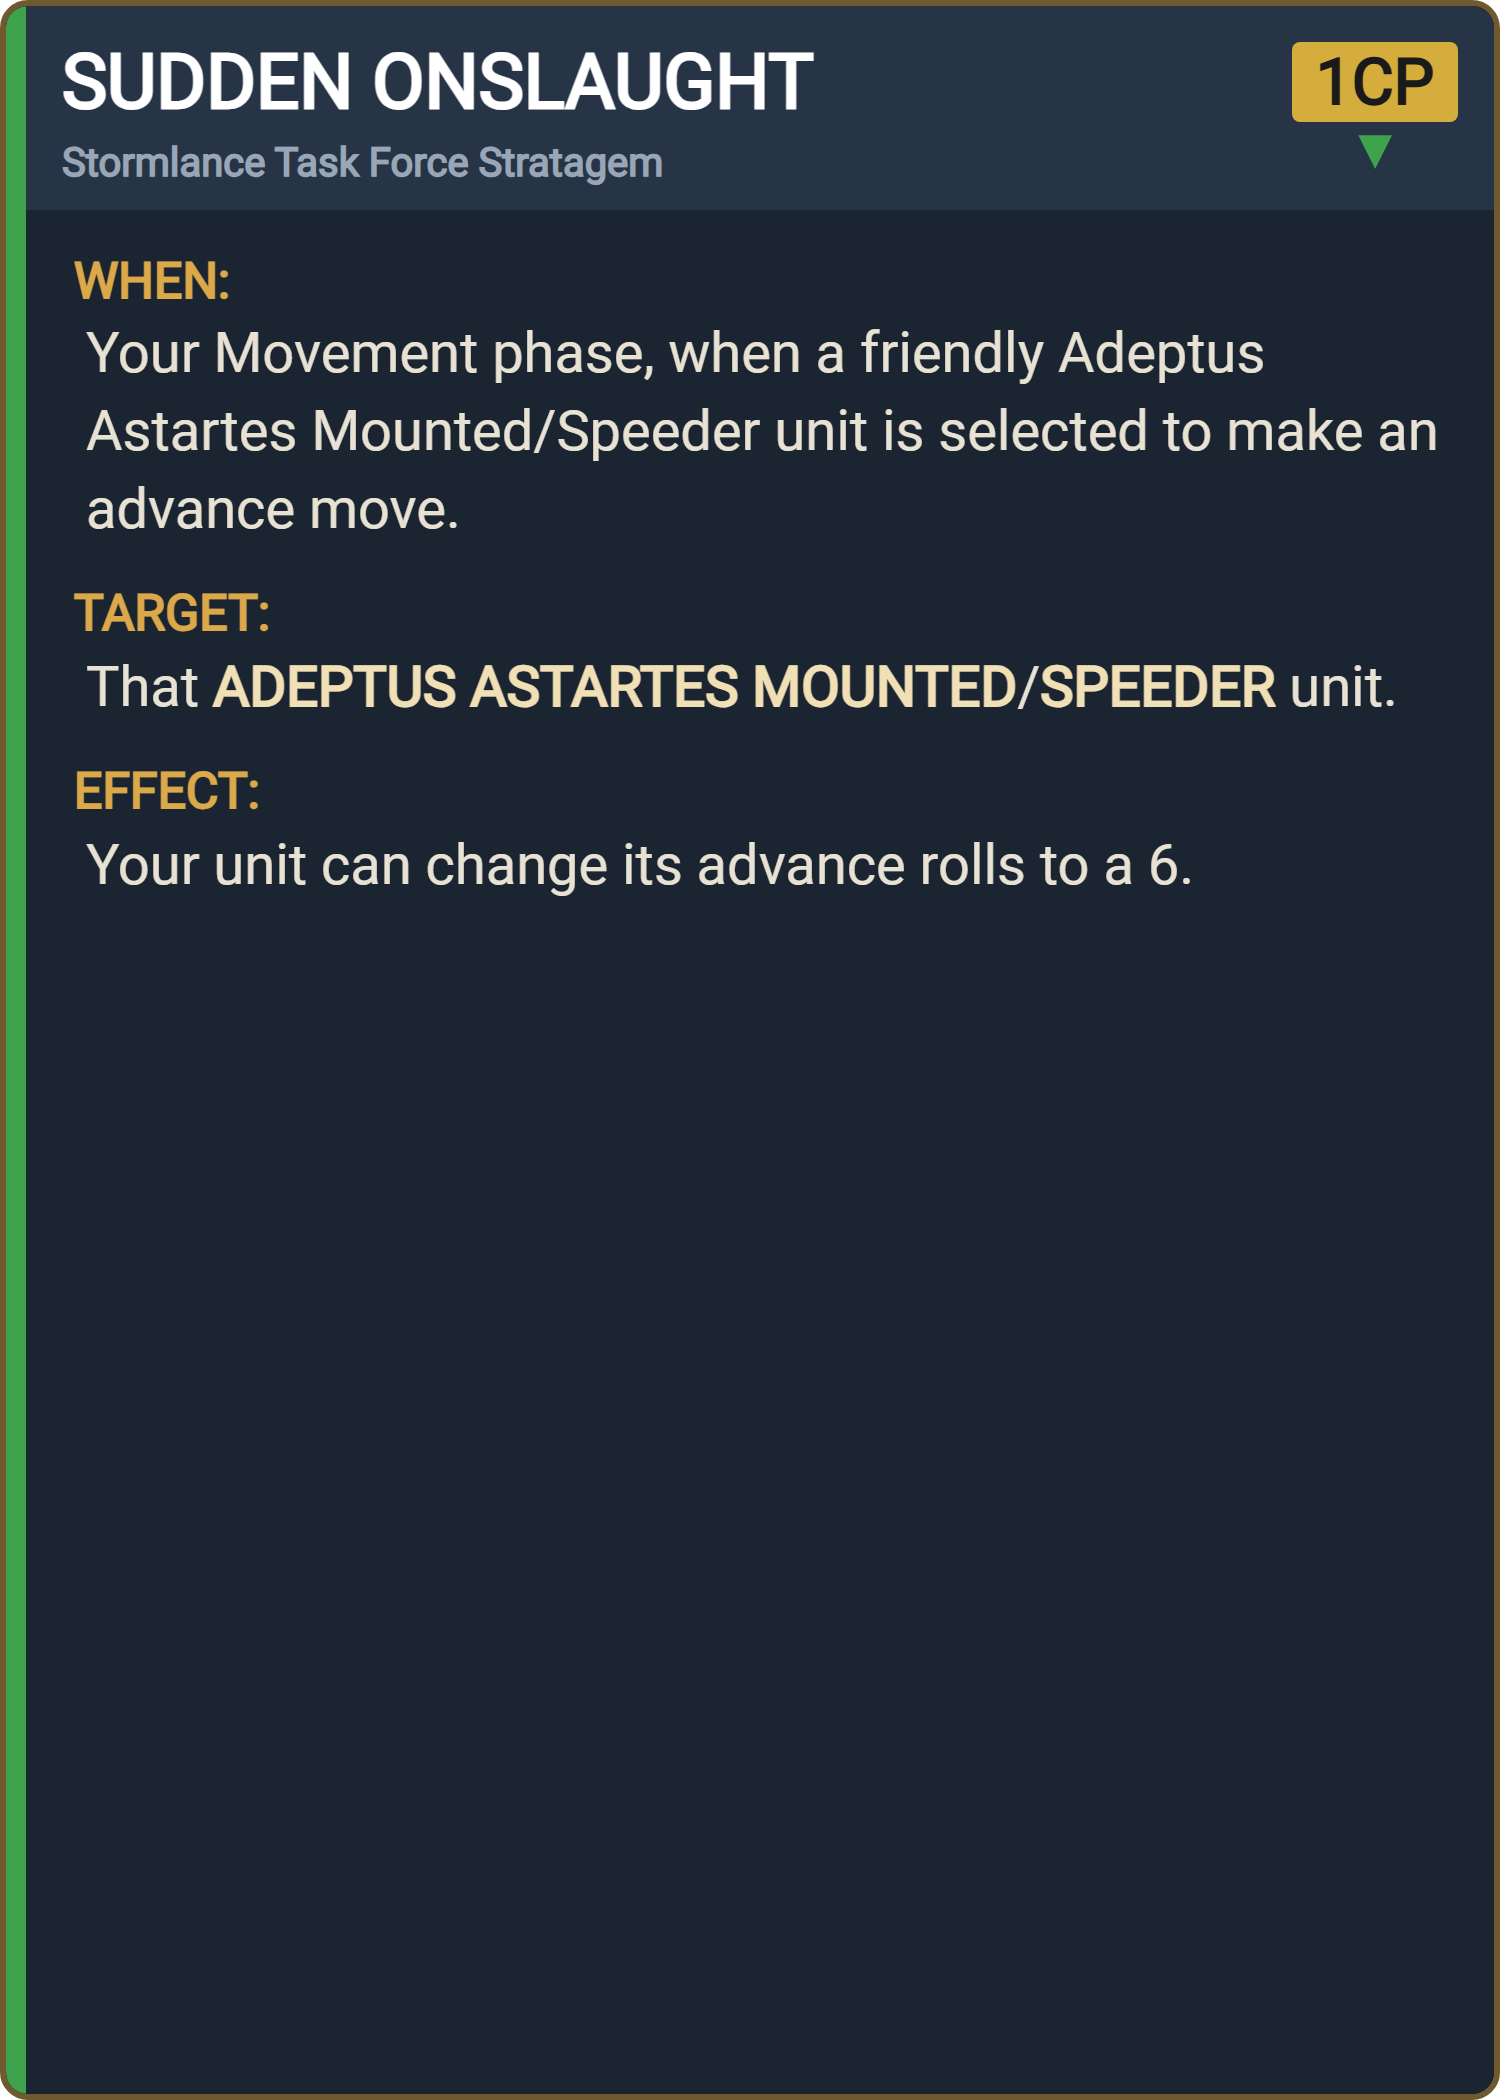 SUDDEN ONSLAUGHT
1CP
Stormlance Task Force Stratagem
WHEN:
Your Movement phase, when a friendly Adeptus
Astartes Mounted/Speeder unit is selected to make an
advance move.
TARGET:
That ADEPTUS ASTARTES MOUNTED/SPEEDER unit.
EFFECT:
Your unit can change its advance rolls to a 6.